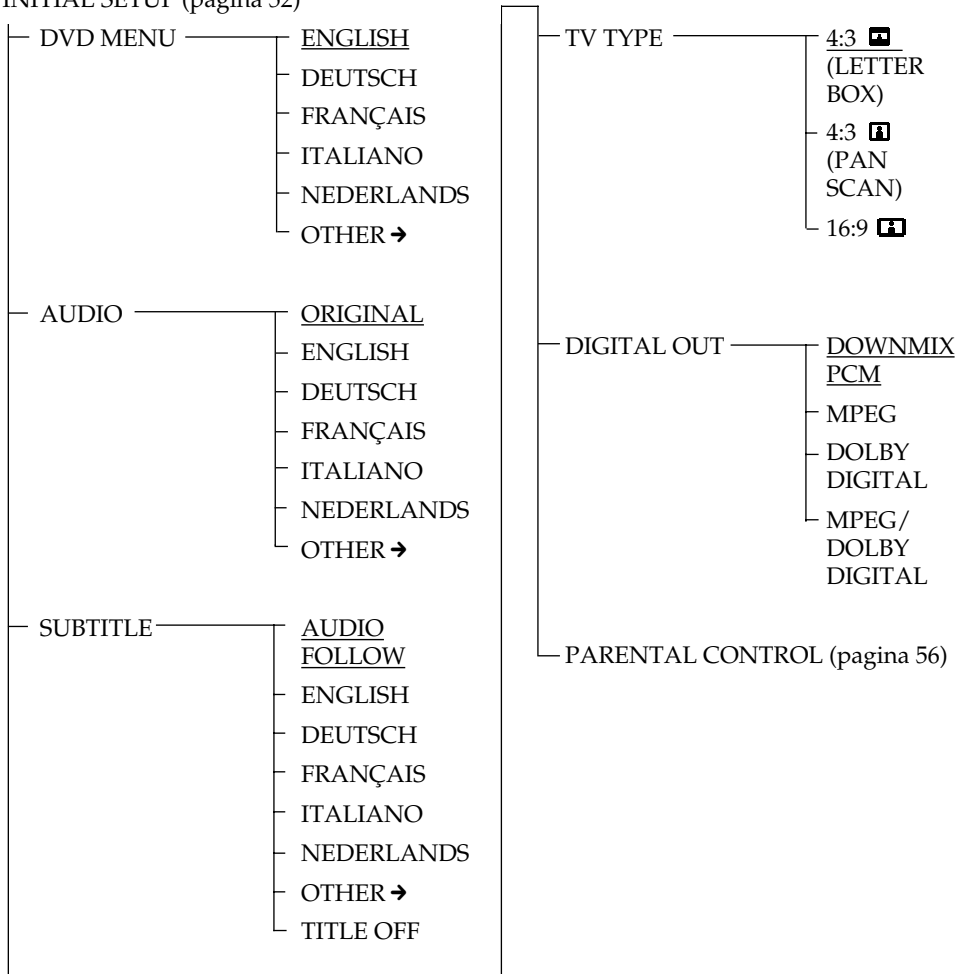 INITIAL SETUP (pagina 52)
DVD MENU
ENGLISH
DEUTSCH
FRANÇAIS
ITALIANO
NEDERLANDS
OTHER ➔
AUDIO
ORIGINAL
ENGLISH
DEUTSCH
FRANÇAIS
ITALIANO
NEDERLANDS
OTHER ➔
SUBTITLE
AUDIO
FOLLOW
ENGLISH
DEUTSCH
FRANÇAIS
ITALIANO
NEDERLANDS
OTHER ➔
TITLE OFF
TV TYPE
4:3
(LETTER
BOX)
4:3
(PAN
SCAN)
16:9
DIGITAL OUT
DOWNMIX
PCM
MPEG
DOLBY
DIGITAL
MPEG/
DOLBY
DIGITAL
PARENTAL CONTROL (pagina 56)